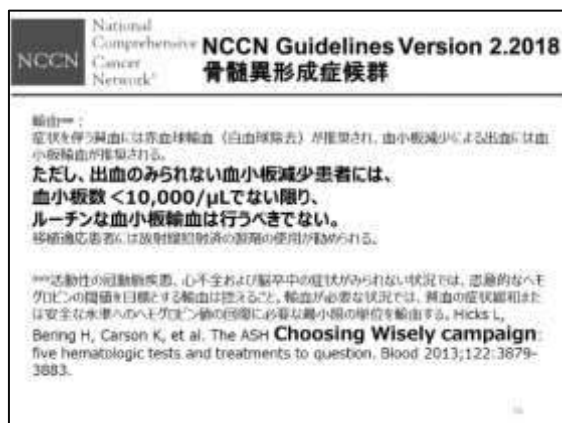 NCCN
National
Comprehensive
Cancer
Network®
NCCN Guidelines Version 2.2018
骨髄異形成症候群
輸血***：
症状を伴う貧血には赤血球輸血（白血球除去）が推奨され、血小板減少による出血には血
小板輸血が推奨される。
ただし、出血のみられない血小板減少患者には、
血小板数 <10,000/μLでない限り、
ルーチンな血小板輸血は行うべきでない。
移植適応患者には放射線照射済の製剤の使用が勧められる。
***活動性の冠動脈疾患、心不全および脳卒中の症状がみられない状況では、恣意的なヘモ
グロビンの閾値を目標とする輸血は控えること。輸血が必要な状況では、貧血の症状緩和また
は安全な水準へのヘモグロビン値の回復に必要な最小限の単位を輸血する。Hicks L,
Bering H, Carson K, et al. The ASH Choosing Wisely campaign:
five hematologic tests and treatments to question. Blood 2013;122:3879-
3883.